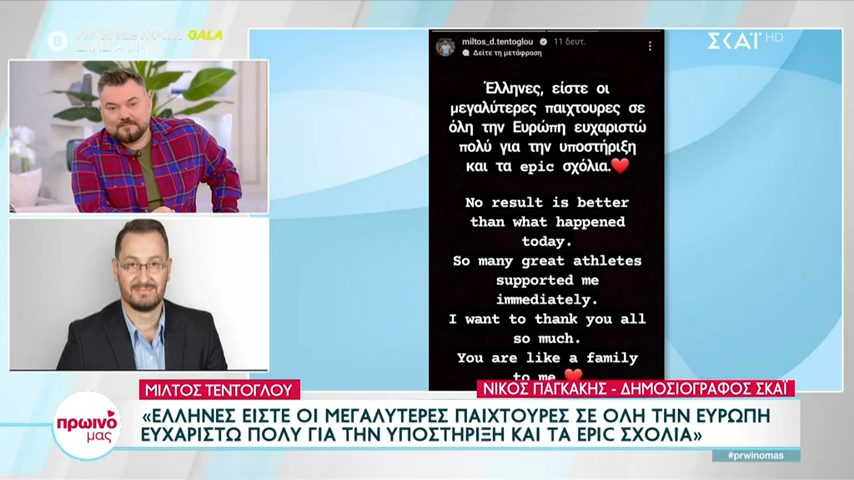 8
GALA
ΣΚΑΪ HD
miltos_d.tentoglou 11 δευτ.
Δείτε τη μετάφραση
Έλληνες, είστε οι
μεγαλύτερες παιχτουρες σε
όλη την Ευρώπη ευχαριστώ
πολύ για την υποστήριξη
και τα epic σχόλια.❤️
No result is better
than what happened
today.
So many great athletes
supported me
immediately.
I want to thank you all
so much.
You are like a family
to me ❤️
ΜΙΛΤΟΣ ΤΕΝΤΟΓΛΟΥ
ΝΙΚΟΣ ΠΑΓΚΑΚΗΣ - ΔΗΜΟΣΙΟΓΡΑΦΟΣ ΣΚΑΪ
πρωινό
μας
«ΕΛΛΗΝΕΣ ΕΙΣΤΕ ΟΙ ΜΕΓΑΛΥΤΕΡΕΣ ΠΑΙΧΤΟΥΡΕΣ ΣΕ ΟΛΗ ΤΗΝ ΕΥΡΩΠΗ
ΕΥΧΑΡΙΣΤΩ ΠΟΛΥ ΓΙΑ ΤΗΝ ΥΠΟΣΤΗΡΙΞΗ ΚΑΙ ΤΑ EPIC ΣΧΟΛΙΑ»
#prwinomas